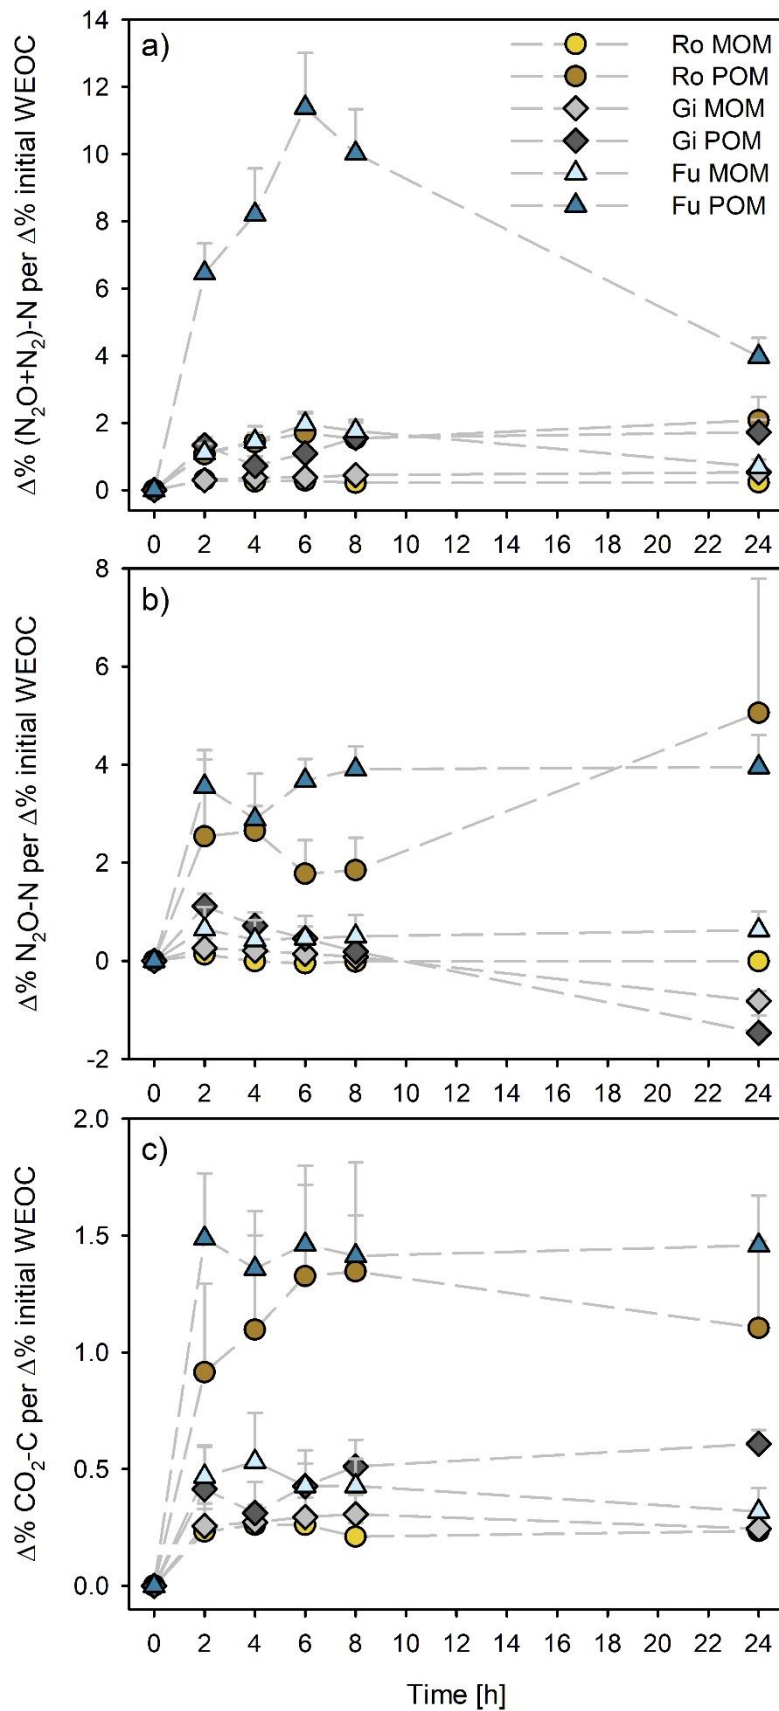 a)
Ro MOM
Ro POM
Gi MOM
Gi POM
Fu MOM
Fu POM
Δ% (N₂O+N₂)-N per Δ% initial WEOC
14
12
10
8
6
4
2
0
0 2 4 6 8 10 12 14 16 18 20 22 24
b)
Δ% N₂O-N per Δ% initial WEOC
8
6
4
2
0
-2
0 2 4 6 8 10 12 14 16 18 20 22 24
c)
Δ% CO₂-C per Δ% initial WEOC
2.0
1.5
1.0
0.5
0.0
0 2 4 6 8 10 12 14 16 18 20 22 24
Time [h]